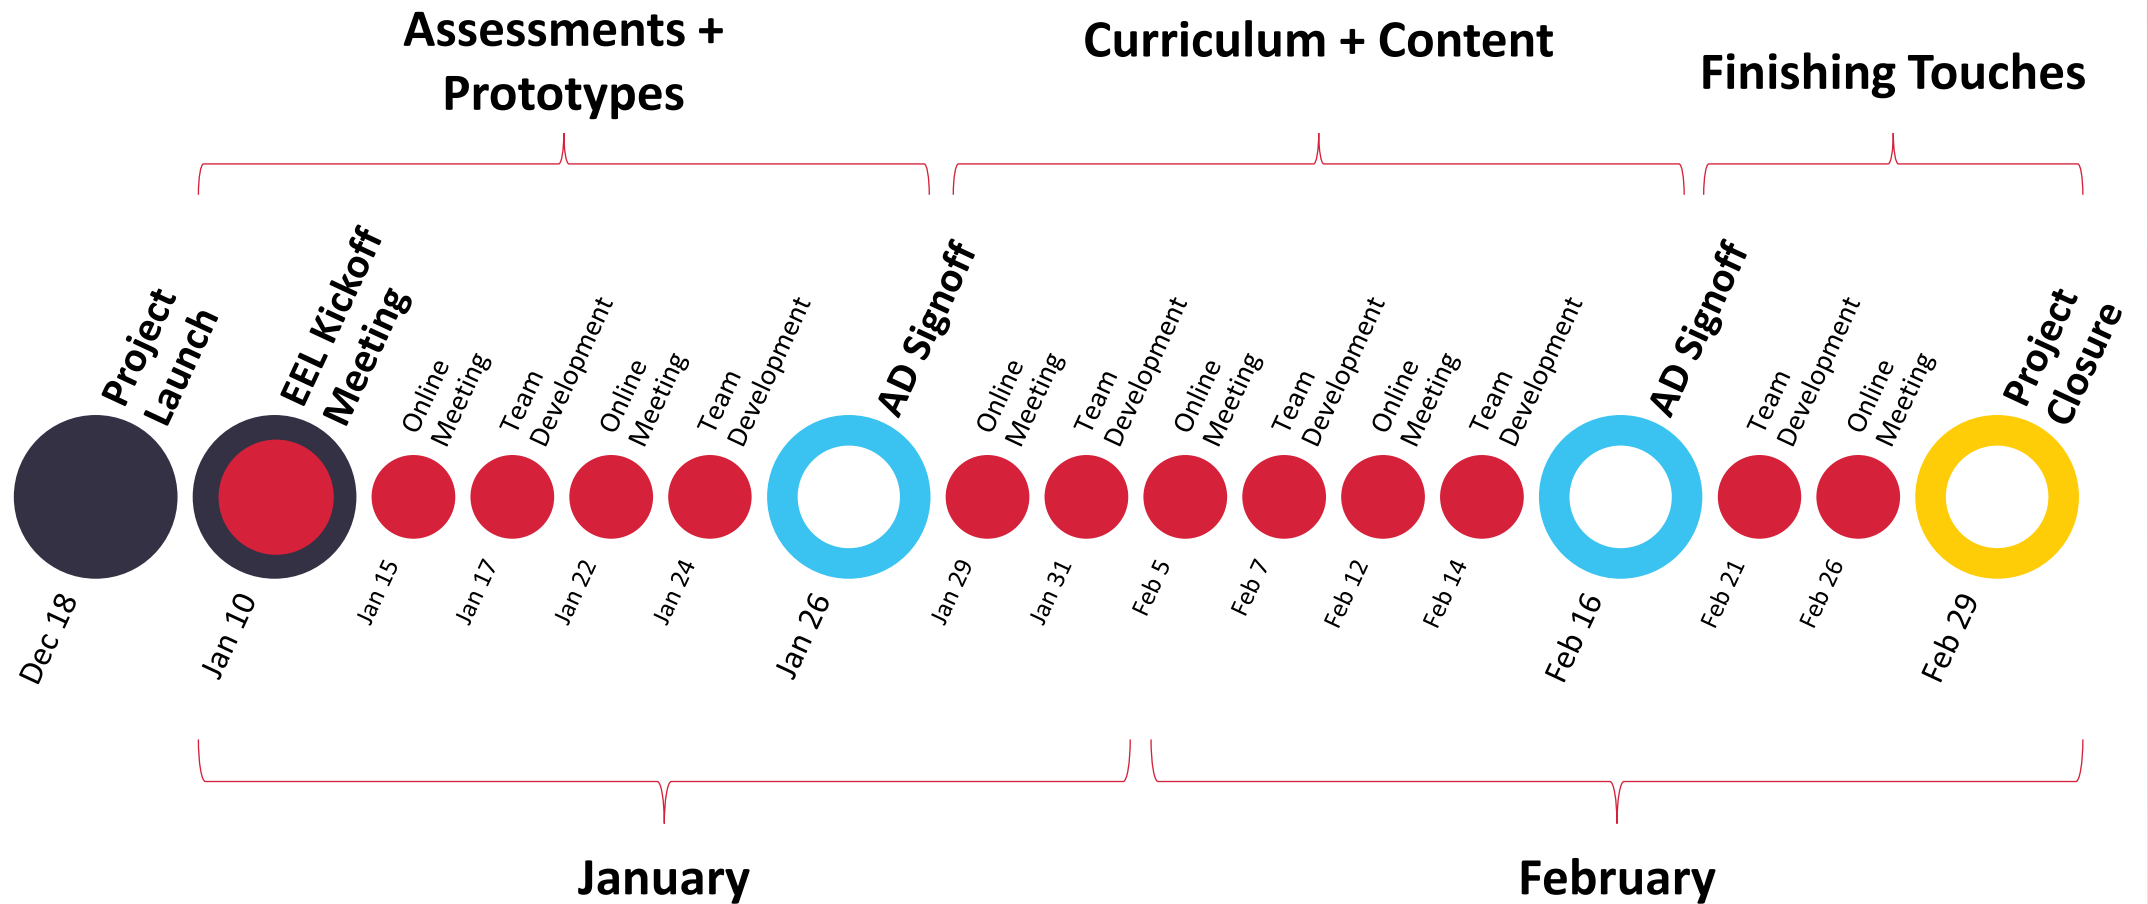 Assessments +
Prototypes
Curriculum + Content
Finishing Touches
Project
Launch
EEL Kickoff
Meeting
Online
Meeting
Team
Development
Online
Meeting
Team
Development
AD Signoff
Online
Meeting
Team
Development
Online
Meeting
Team
Development
Online
Meeting
Team
Development
AD Signoff
Team
Development
Online
Meeting
Project
Closure
Dec 18
Jan 10
Jan 15
Jan 17
Jan 22
Jan 24
Jan 26
Jan 29
Jan 31
Feb 5
Feb 7
Feb 12
Feb 14
Feb 16
Feb 21
Feb 26
Feb 29
January
February